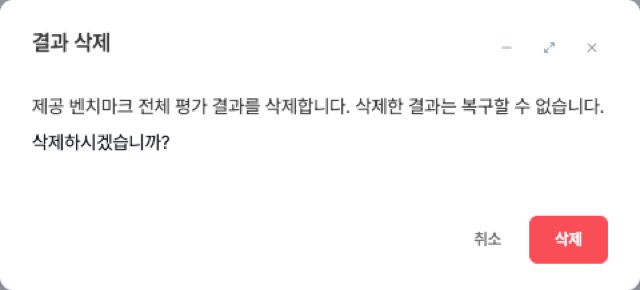 결과 삭제
제공 벤치마크 전체 평가 결과를 삭제합니다. 삭제한 결과는 복구할 수 없습니다.
삭제하시겠습니까?
취소
삭제